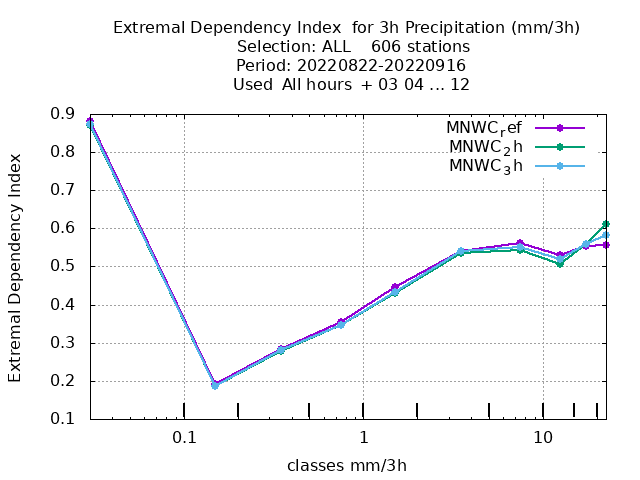 Extremal Dependency Index  for 3h Precipitation (mm/3h)
Selection: ALL    606 stations
Period: 20220822-20220916
Used  All hours  + 03 04 ... 12
MNWC_ref
MNWC_2h
MNWC_3h
Extremal Dependency Index
0.9
0.8
0.7
0.6
0.5
0.4
0.3
0.2
0.1
0.1 1 10
classes mm/3h